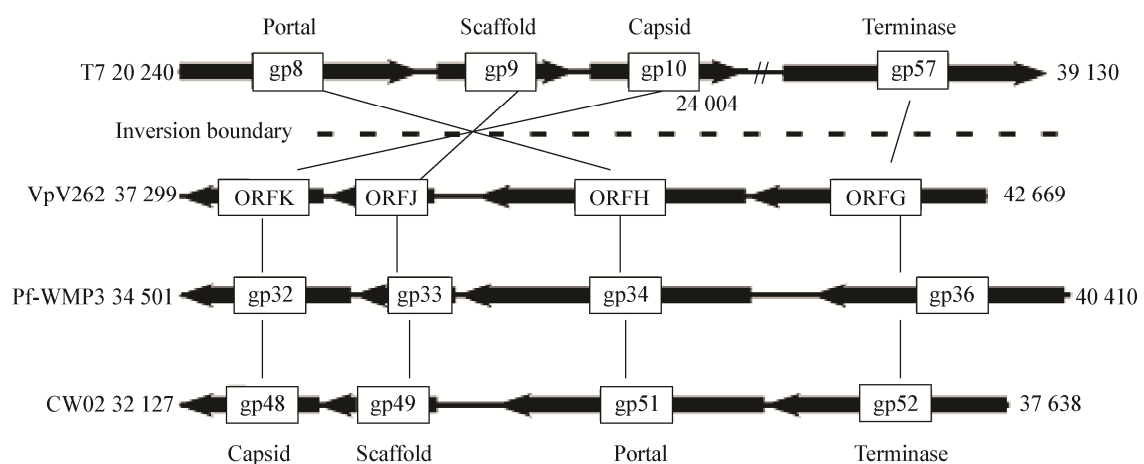 Portal Scaffold Capsid Terminase
T7 20 240 gp8 gp9 gp10 // gp57 39 130
24 004
Inversion boundary
VpV262 37 299 ORFK ORFJ ORFH ORFG 42 669
Pf-WMP3 34 501 gp32 gp33 gp34 gp36 40 410
CW02 32 127 gp48 gp49 gp51 gp52 37 638
Capsid Scaffold Portal Terminase